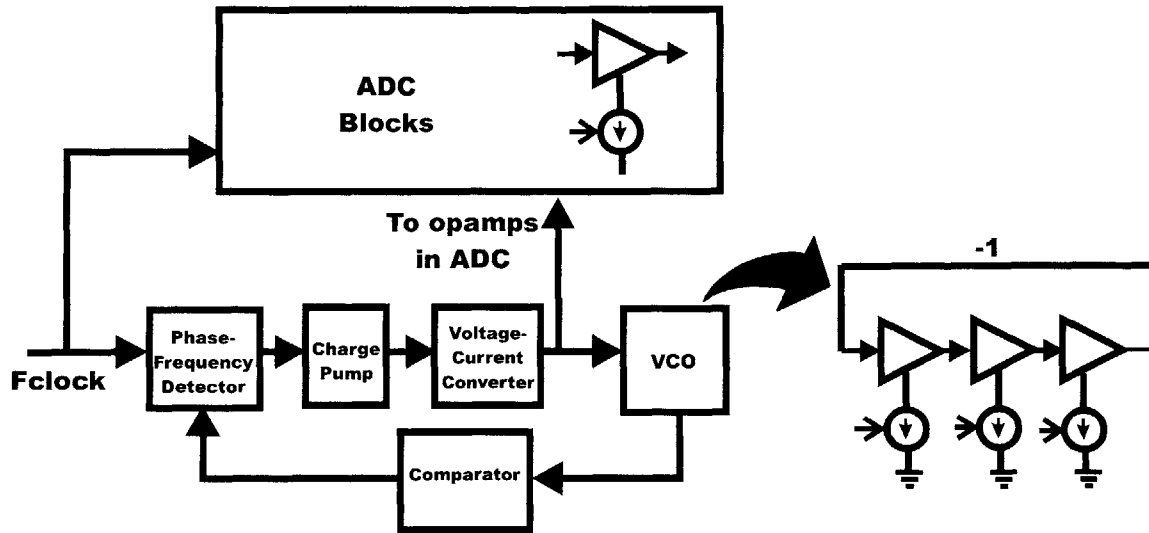 ADC
Blocks
To opamps
in ADC
-1
Phase-
Frequency
Detector
Charge
Pump
Voltage-
Current
Converter
VCO
Fclock
Comparator